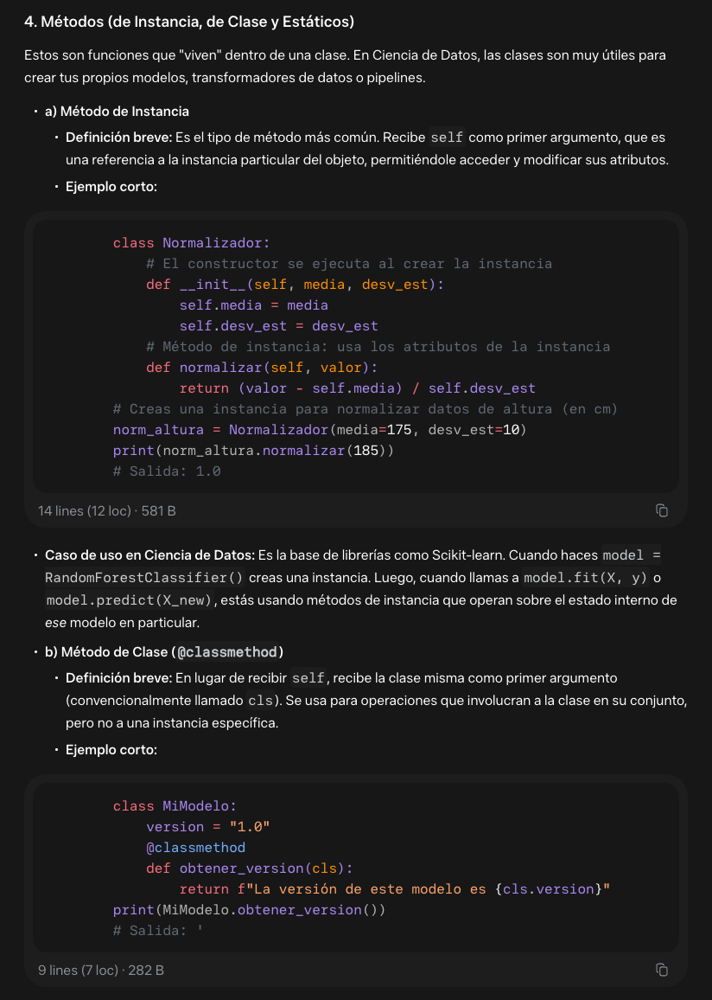 4. Métodos (de Instancia, de Clase y Estáticos)
Estos son funciones que "viven" dentro de una clase. En Ciencia de Datos, las clases son muy útiles para
crear tus propios modelos, transformadores de datos o pipelines.
• a) Método de Instancia
• Definición breve: Es el tipo de método más común. Recibe self como primer argumento, que es
una referencia a la instancia particular del objeto, permitiéndole acceder y modificar sus atributos.
• Ejemplo corto:
class Normalizador:
    # El constructor se ejecuta al crear la instancia
    def __init__(self, media, desv_est):
        self.media = media
        self.desv_est = desv_est
    # Método de instancia: usa los atributos de la instancia
    def normalizar(self, valor):
        return (valor - self.media) / self.desv_est
# Creas una instancia para normalizar datos de altura (en cm)
norm_altura = Normalizador(media=175, desv_est=10)
print(norm_altura.normalizar(185))
# Salida: 1.0
14 lines (12 loc) · 581 B
• Caso de uso en Ciencia de Datos: Es la base de librerías como Scikit-learn. Cuando haces model =
RandomForestClassifier() creas una instancia. Luego, cuando llamas a model.fit(X, y) o
model.predict(X_new), estás usando métodos de instancia que operan sobre el estado interno de
ese modelo en particular.
• b) Método de Clase (@classmethod)
• Definición breve: En lugar de recibir self, recibe la clase misma como primer argumento
(convencionalmente llamado cls). Se usa para operaciones que involucran a la clase en su conjunto,
pero no a una instancia específica.
• Ejemplo corto:
class MiModelo:
    version = "1.0"
    @classmethod
    def obtener_version(cls):
        return f"La versión de este modelo es {cls.version}"
print(MiModelo.obtener_version())
# Salida: '
9 lines (7 loc) · 282 B